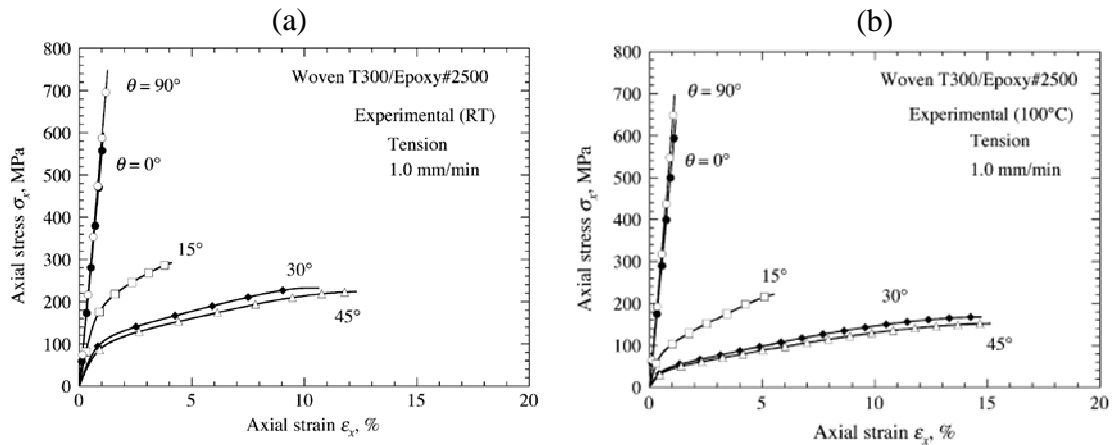 (a)
800
700
600
500
400
300
200
100
0
Axial stress σx, MPa
Woven T300/Epoxy#2500
θ = 90°
Experimental (RT)
Tension
θ = 0°
1.0 mm/min
15°
30°
45°
0 5 10 15 20
Axial strain εx, %
(b)
800
700
600
500
400
300
200
100
0
Axial stress σx, MPa
Woven T300/Epoxy#2500
θ = 90°
Experimental (100°C)
Tension
θ = 0°
1.0 mm/min
15°
30°
45°
0 5 10 15 20
Axial strain εx, %